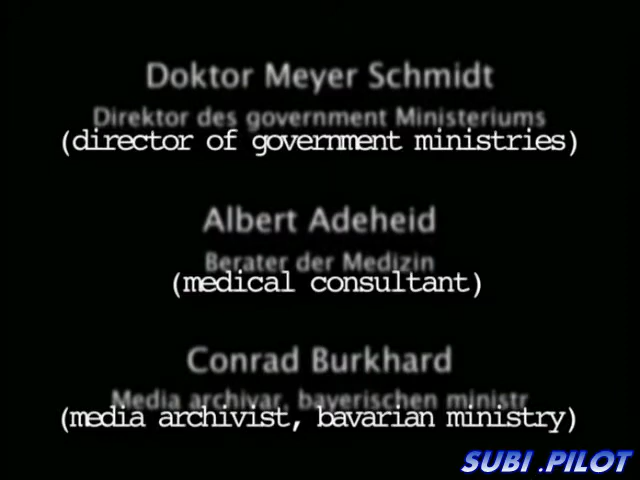 Doktor Meyer Schmidt
Direktor des government Ministeriums
(director of government ministries)
Albert Adeheid
Berater der Medizin
(medical consultant)
Conrad Burkhard
Media archivar, bayerischen ministr
(media archivist, bavarian ministry)
SUBI .PILOT